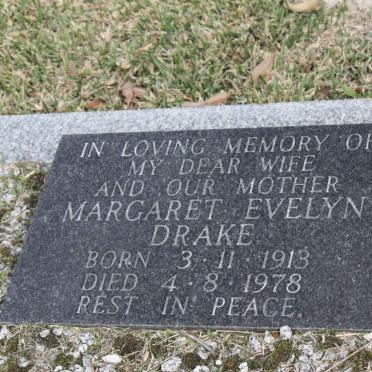 IN LOVING MEMORY OF
MY DEAR WIFE
AND OUR MOTHER
MARGARET EVELYN
DRAKE
BORN 3·11·1913
DIED 4·8·1978
REST IN PEACE.